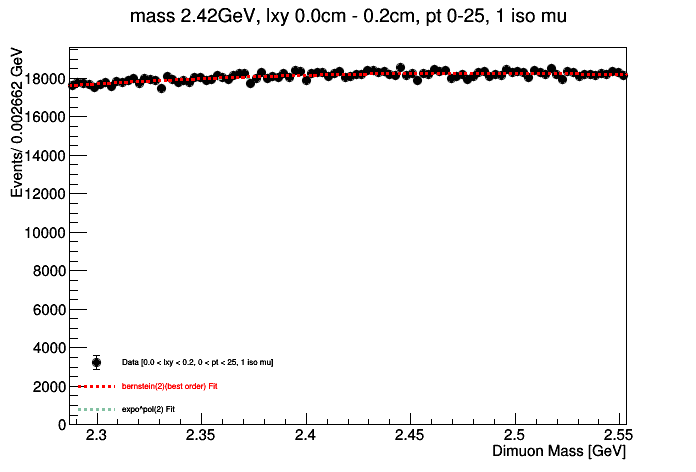 mass 2.42GeV, lxy 0.0cm - 0.2cm, pt 0-25, 1 iso mu
Events/ 0.002662 GeV
18000
16000
14000
12000
10000
8000
6000
4000
2000
0
Data [0.0 < lxy < 0.2, 0 < pt < 25, 1 iso mu]
bernstein(2)(best order) Fit
expo^pol(2) Fit
2.3 2.35 2.4 2.45 2.5 2.55
Dimuon Mass [GeV]